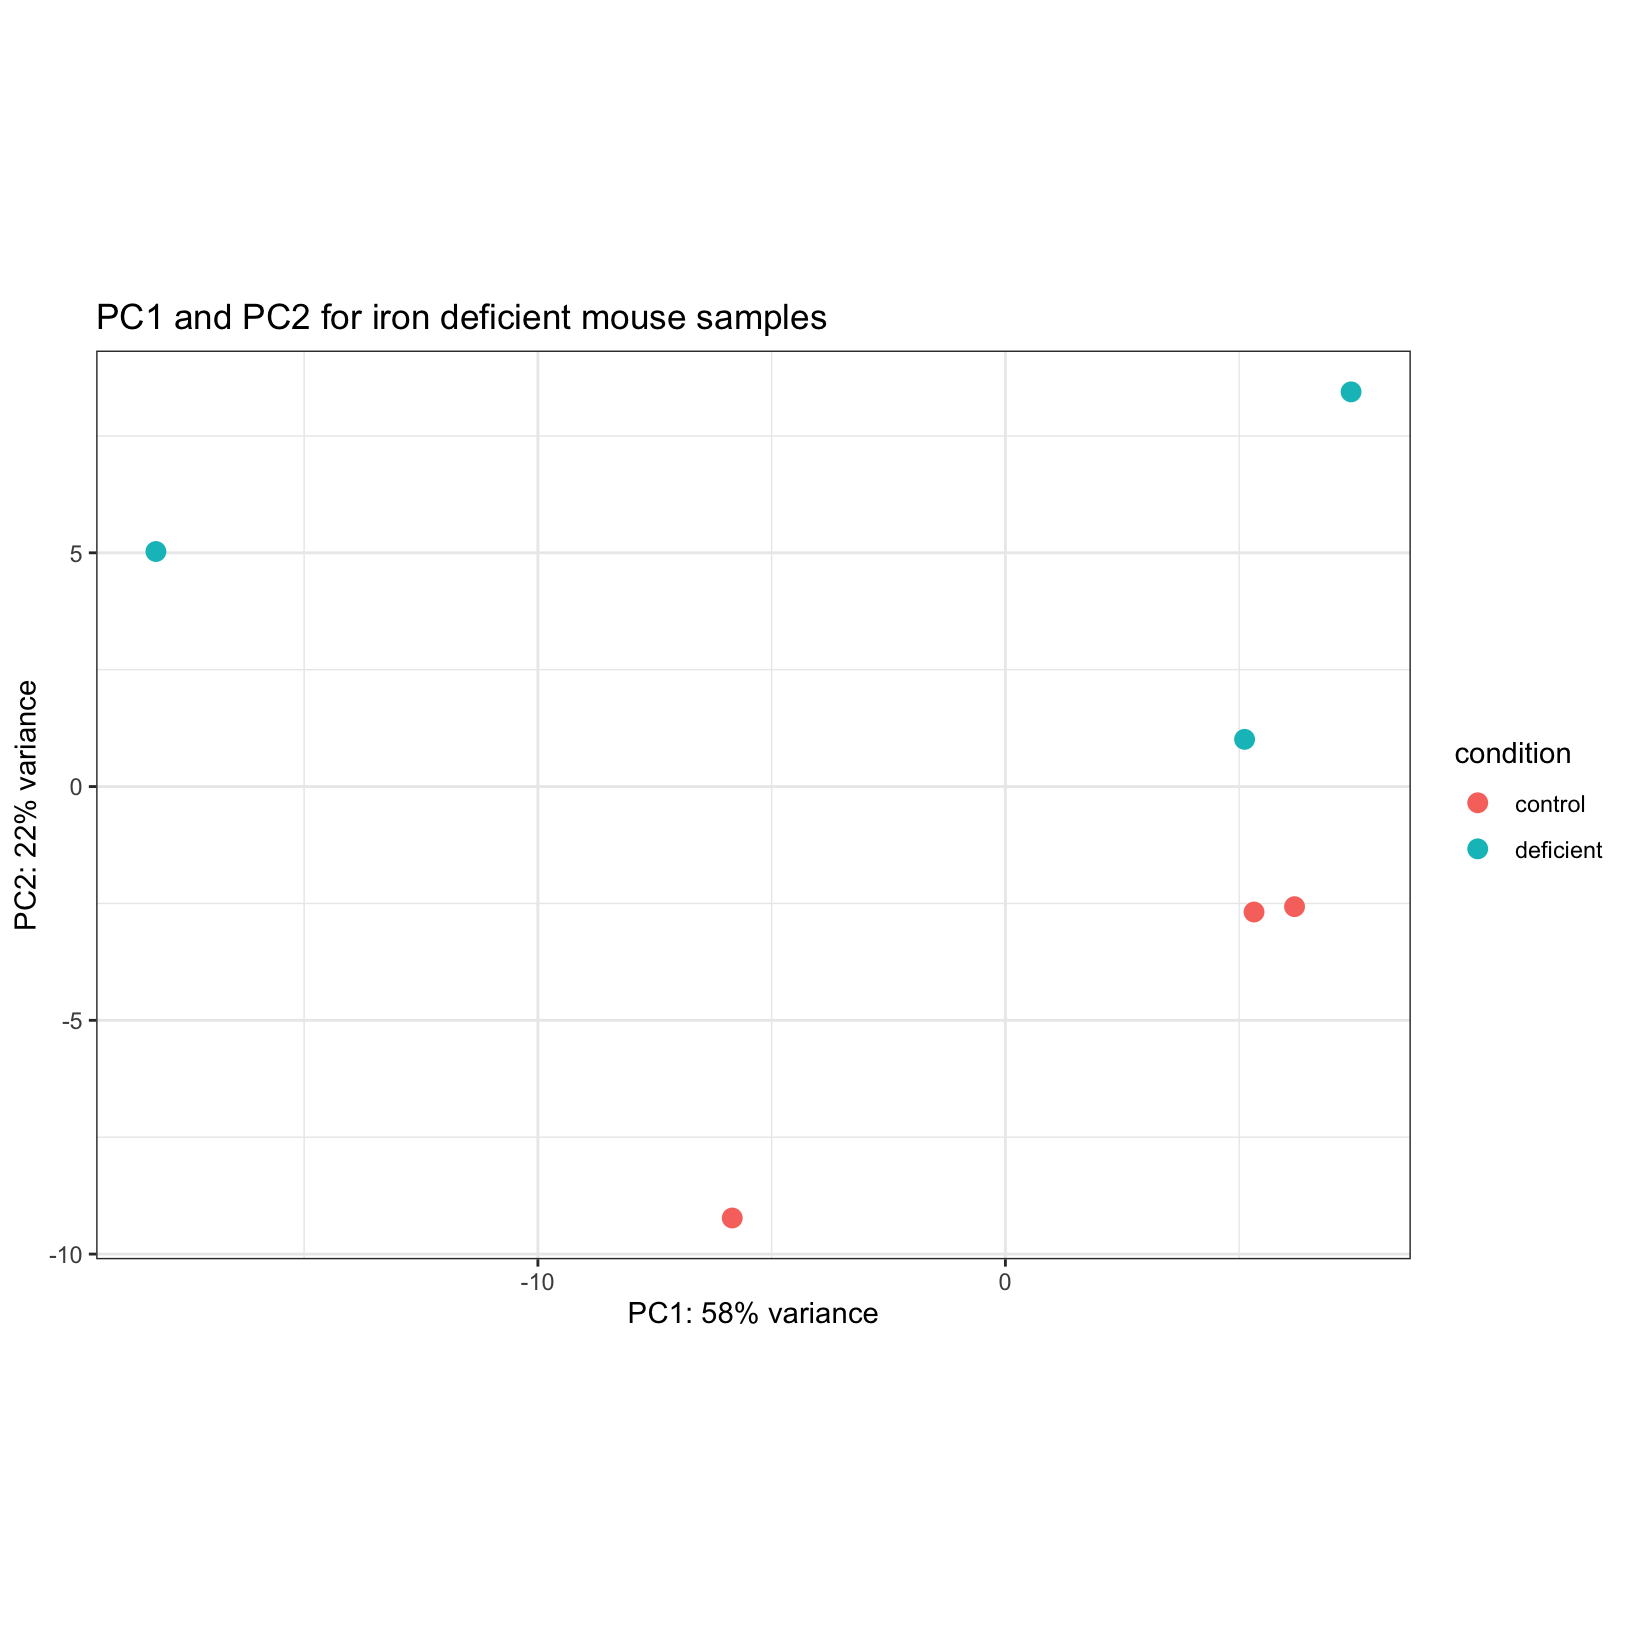 PC1 and PC2 for iron deficient mouse samples
PC2: 22% variance
5
0
-5
-10
-10
0
PC1: 58% variance
condition
control
deficient